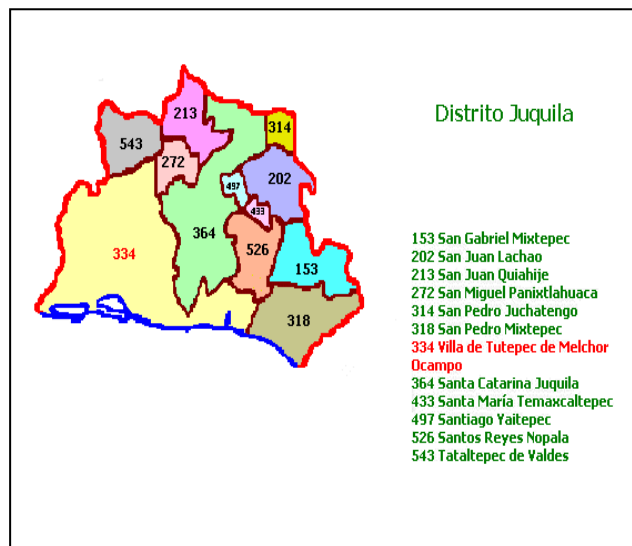 Distrito Juquila
213
314
543
272
497
202
433
364
334
526
153
318
153 San Gabriel Mixtepec
202 San Juan Lachao
213 San Juan Quiahije
272 San Miguel Panixtlahuaca
314 San Pedro Juchatengo
318 San Pedro Mixtepec
334 Villa de Tutepec de Melchor
Ocampo
364 Santa Catarina Juquila
433 Santa María Temaxcaltepec
497 Santiago Yaitepec
526 Santos Reyes Nopala
543 Tataltepec de Valdes